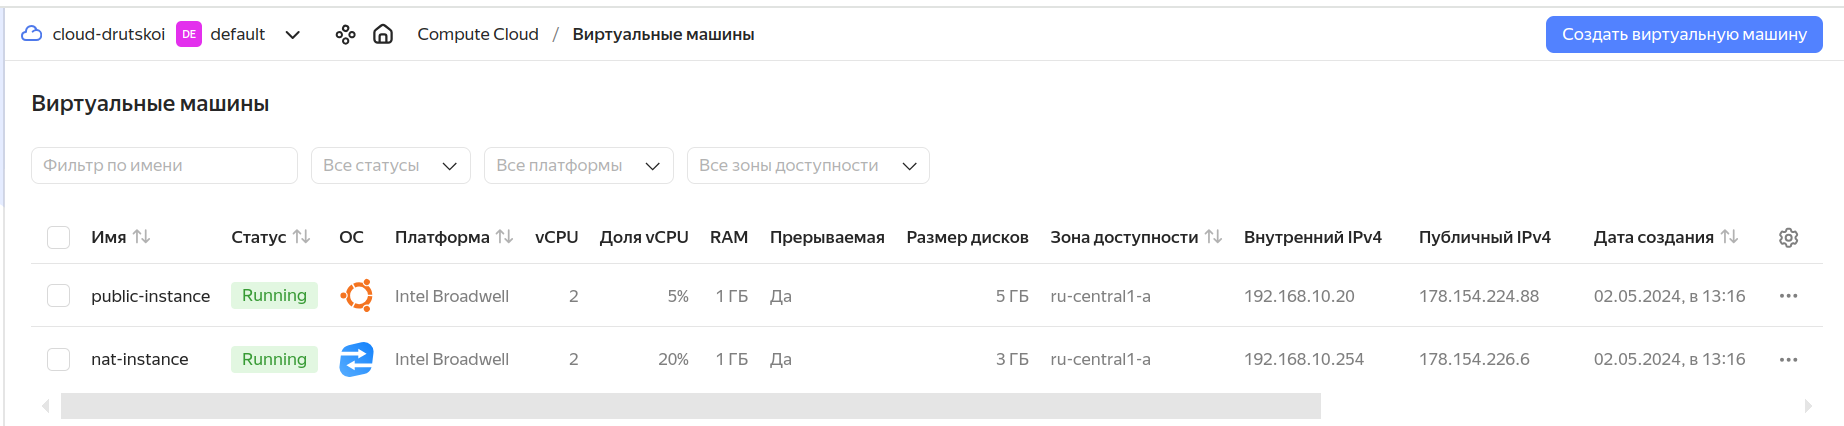 cloud-drutskoi DE default Compute Cloud / Виртуальные машины Создать виртуальную машину
Виртуальные машины
Фильтр по имени Все статусы Все платформы Все зоны доступности
Имя Статус ОС Платформа vCPU Доля vCPU RAM Прерываемая Размер дисков Зона доступности Внутренний IPv4 Публичный IPv4 Дата создания
public-instance Running Intel Broadwell 2 5% 1 ГБ Да 5 ГБ ru-central1-a 192.168.10.20 178.154.224.88 02.05.2024, в 13:16
nat-instance Running Intel Broadwell 2 20% 1 ГБ Да 3 ГБ ru-central1-a 192.168.10.254 178.154.226.6 02.05.2024, в 13:16